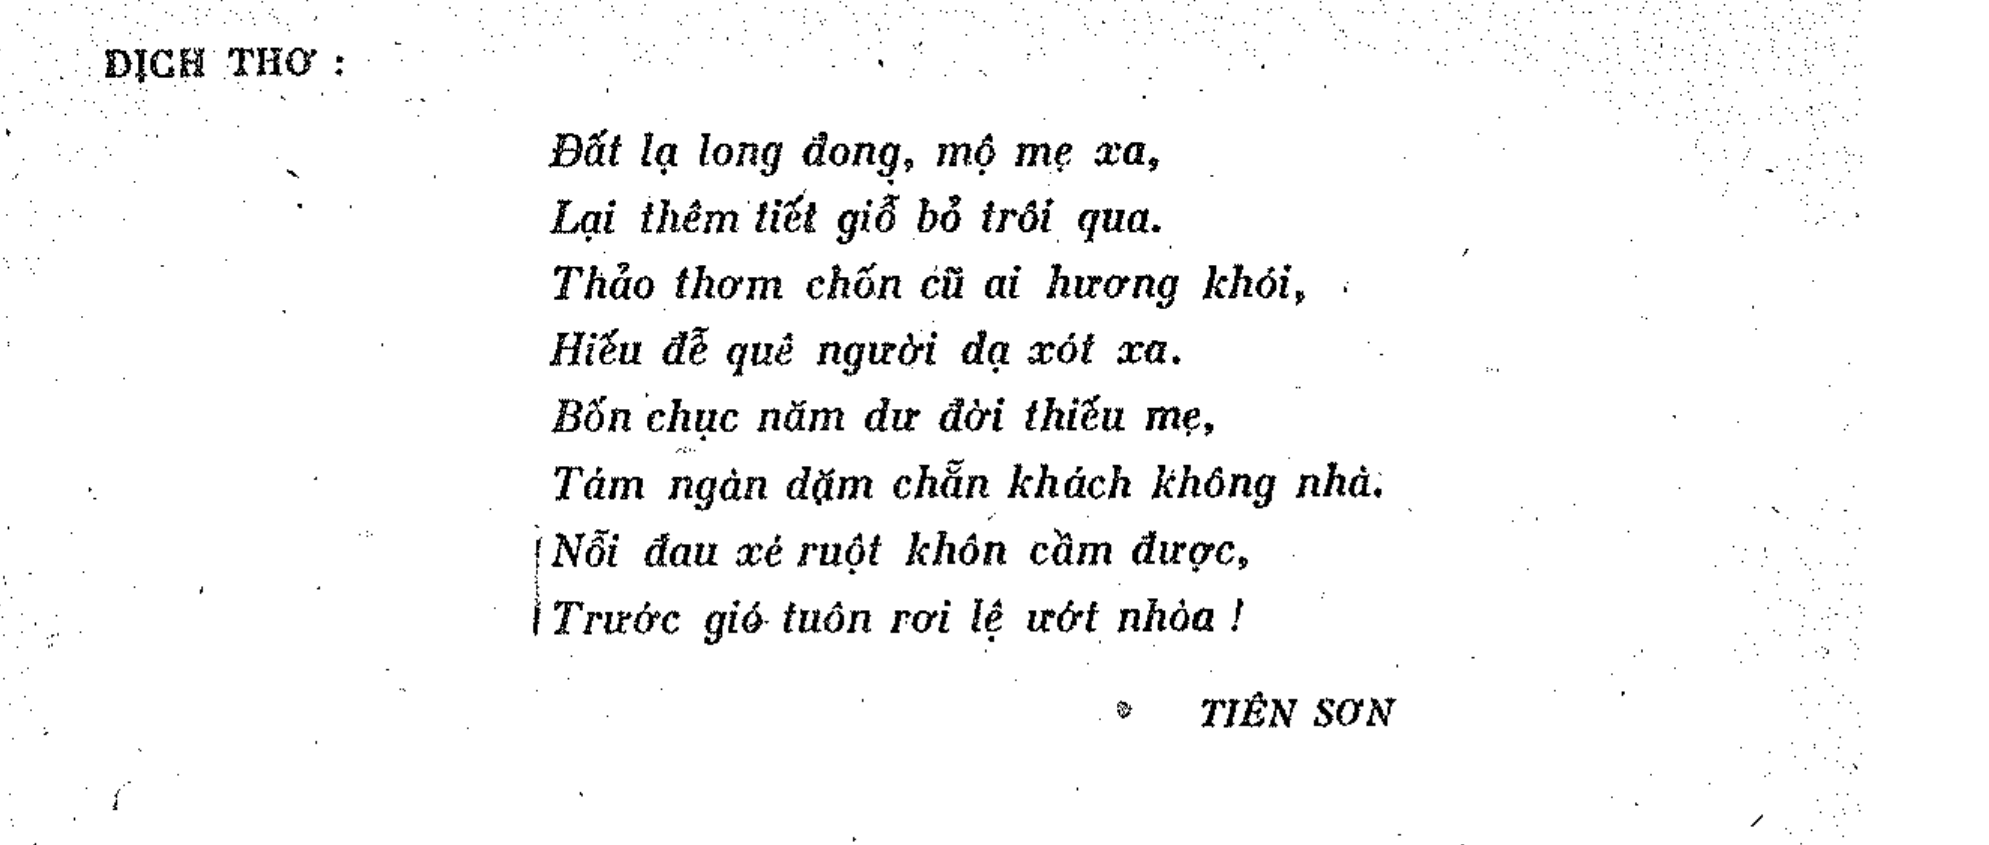 DỊCH THƠ :
Đất lạ long đong, mộ mẹ xa,
Lại thêm tiết giỗ bỏ trôi qua.
Thảo thơm chốn cũ ai hương khói,
Hiếu đễ quê người dạ xót xa.
Bốn chục năm dư đời thiếu mẹ,
Tám ngàn dặm chẵn khách không nhà.
Nỗi đau xé ruột khôn cầm được,
Trước gió tuôn rơi lệ ướt nhòa !
TIÊN SƠN